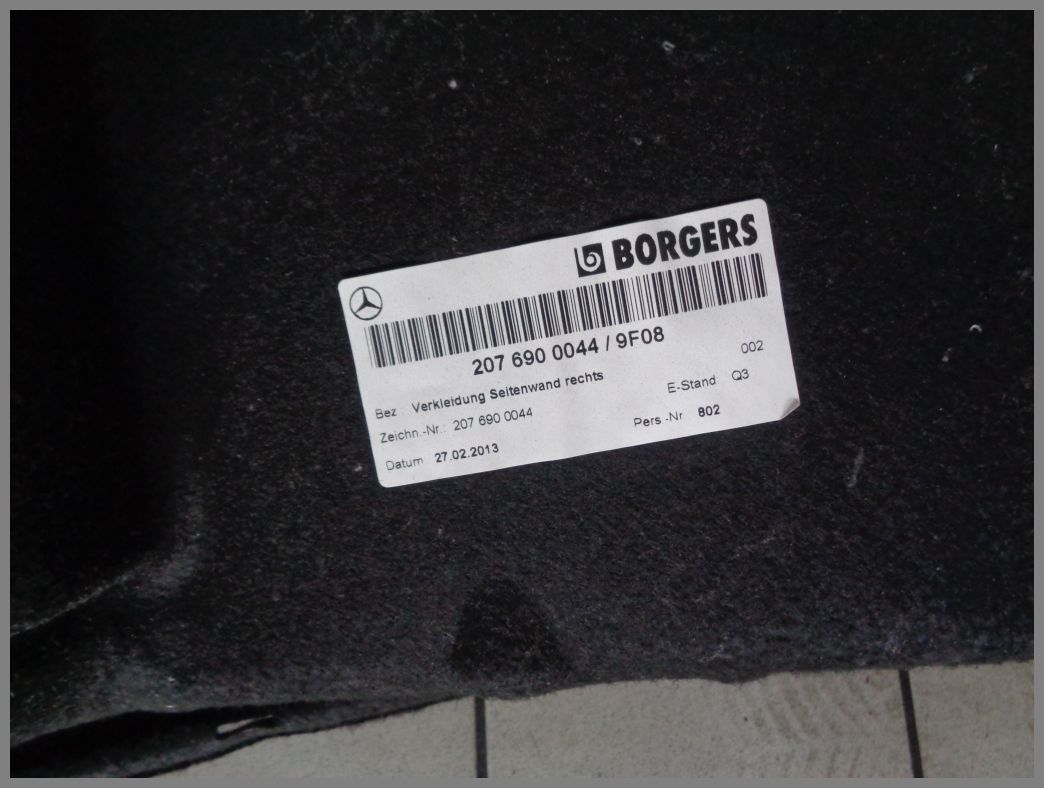 BORGERS
207 690 0044 / 9F08
002
Bez Verkleidung Seitenwand rechts
E-Stand Q3
Zeichn.-Nr.: 207 690 0044
Pers.-Nr 802
Datum 27.02.2013